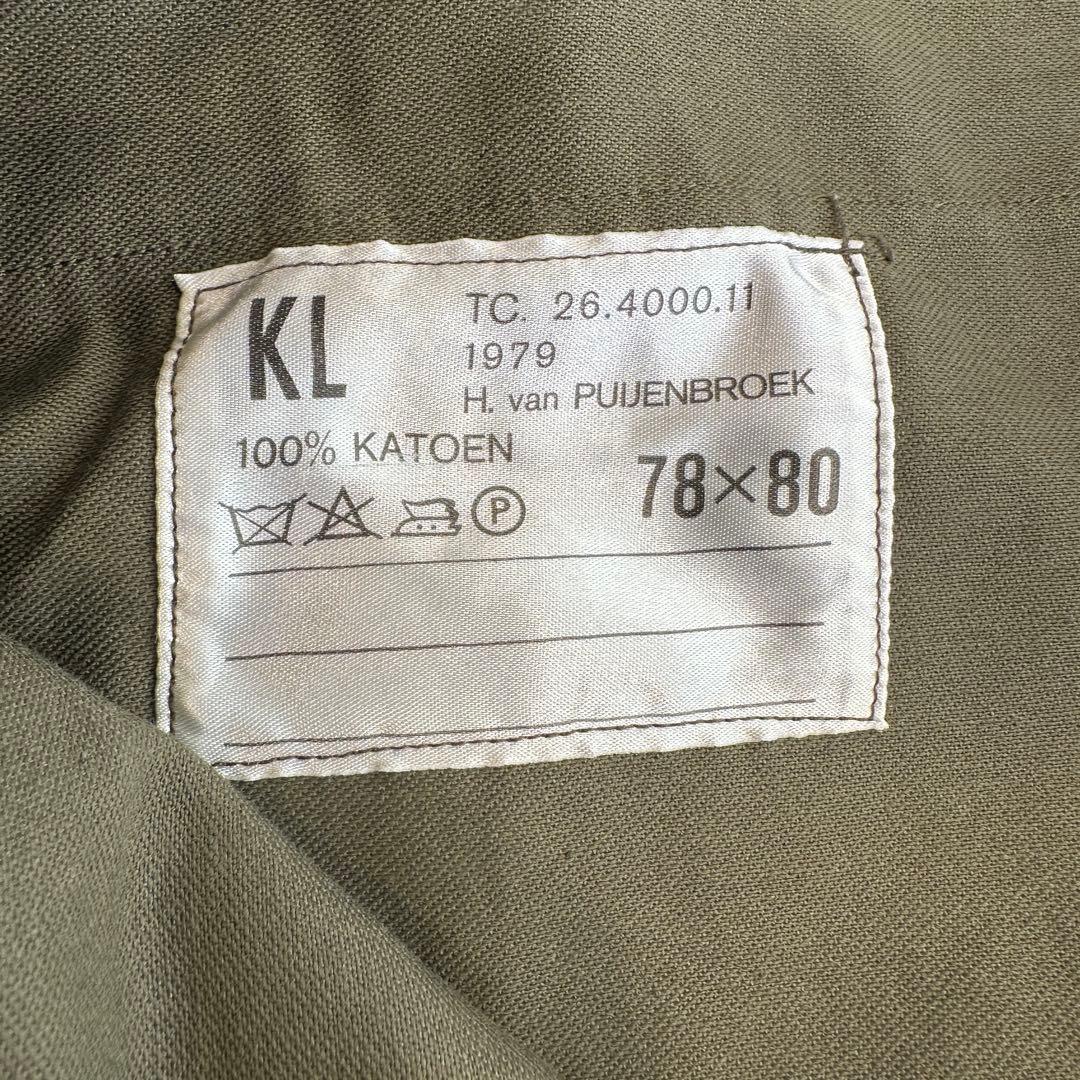 KL
TC. 26.4000.11
1979
H. van PUIJENBROEK
100% KATOEN
78×80
P